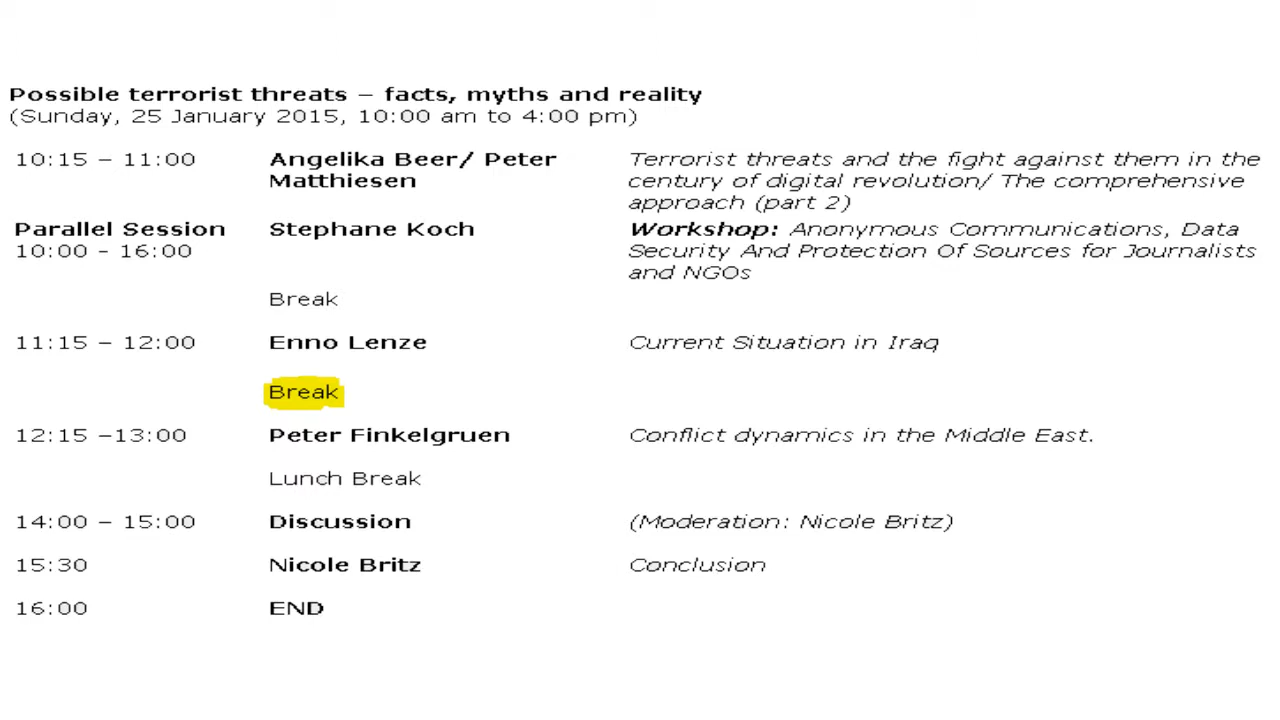 Possible terrorist threats – facts, myths and reality
(Sunday, 25 January 2015, 10:00 am to 4:00 pm)
10:15 – 11:00 Angelika Beer/ Peter Terrorist threats and the fight against them in the
Matthiesen century of digital revolution/ The comprehensive
approach (part 2)
Parallel Session Stephane Koch Workshop: Anonymous Communications, Data
10:00 - 16:00 Security And Protection Of Sources for Journalists
and NGOs
Break
11:15 – 12:00 Enno Lenze Current Situation in Iraq
Break
12:15 –13:00 Peter Finkelgruen Conflict dynamics in the Middle East.
Lunch Break
14:00 – 15:00 Discussion (Moderation: Nicole Britz)
15:30 Nicole Britz Conclusion
16:00 END